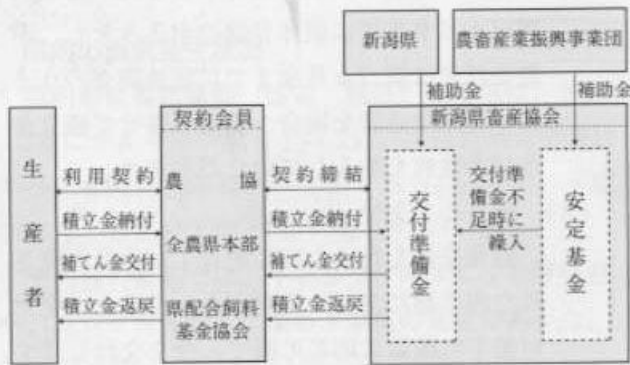 新潟県
農畜産業振興事業団
補助金
補助金
契約会員
新潟県畜産協会
生産者
利用契約
農協
契約締結
積立金納付
全農県本部
積立金納付
補てん金交付
補てん金交付
積立金返戻
県配合飼料
基金協会
積立金返戻
交付準備金
交付準
備金不
足時に
繰入
安定基金